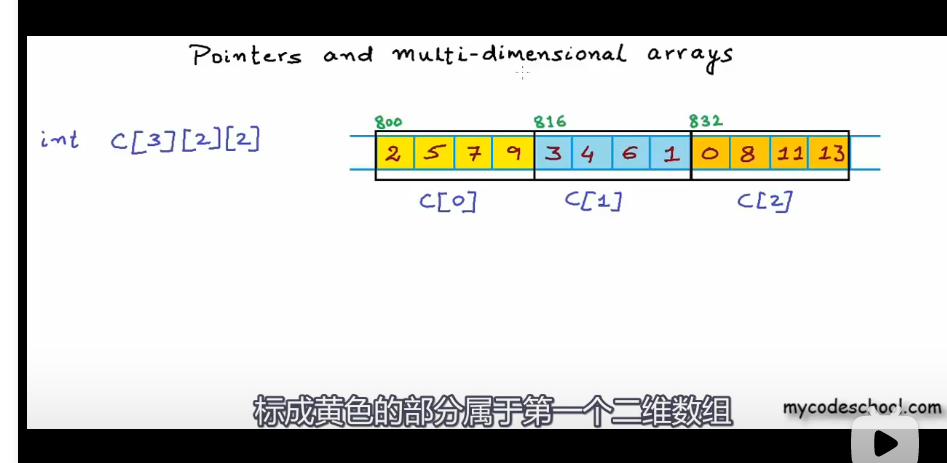 Pointers and multi-dimensional arrays
int C[3][2][2]
800 816 832
2 5 7 9 3 4 6 1 0 8 11 13
C[0] C[1] C[2]
标成黄色的部分属于第一个二维数组
mycodeschool.com